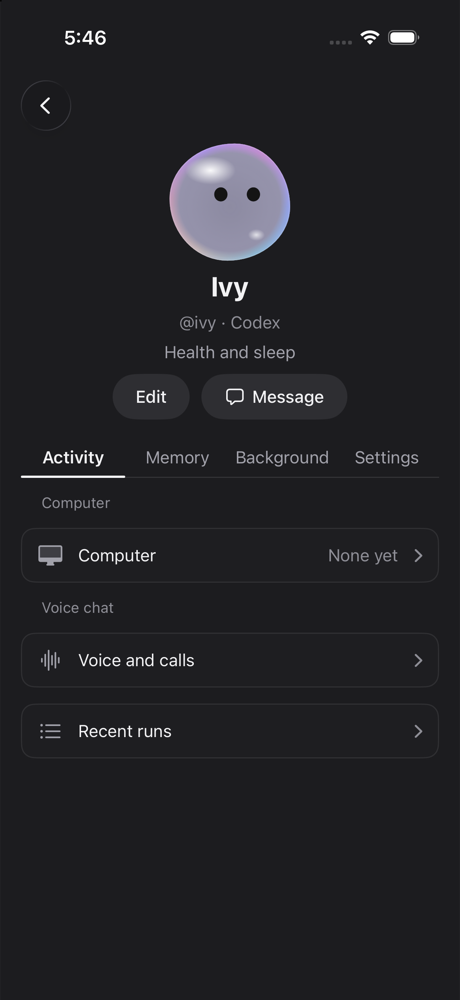 5:46
Ivy
@ivy · Codex
Health and sleep
Edit Message
Activity Memory Background Settings
Computer
Computer None yet
Voice chat
Voice and calls
Recent runs